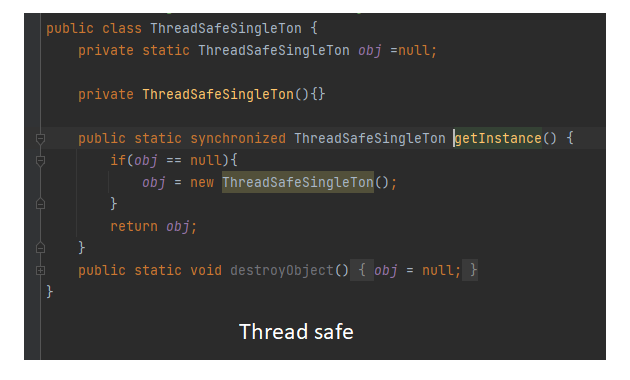 public class ThreadSafeSingleTon {
private static ThreadSafeSingleTon obj =null;
private ThreadSafeSingleTon(){}
public static synchronized ThreadSafeSingleTon getInstance() {
if(obj == null){
obj = new ThreadSafeSingleTon();
}
return obj;
}
public static void destroyObject() { obj = null; }
}
Thread safe